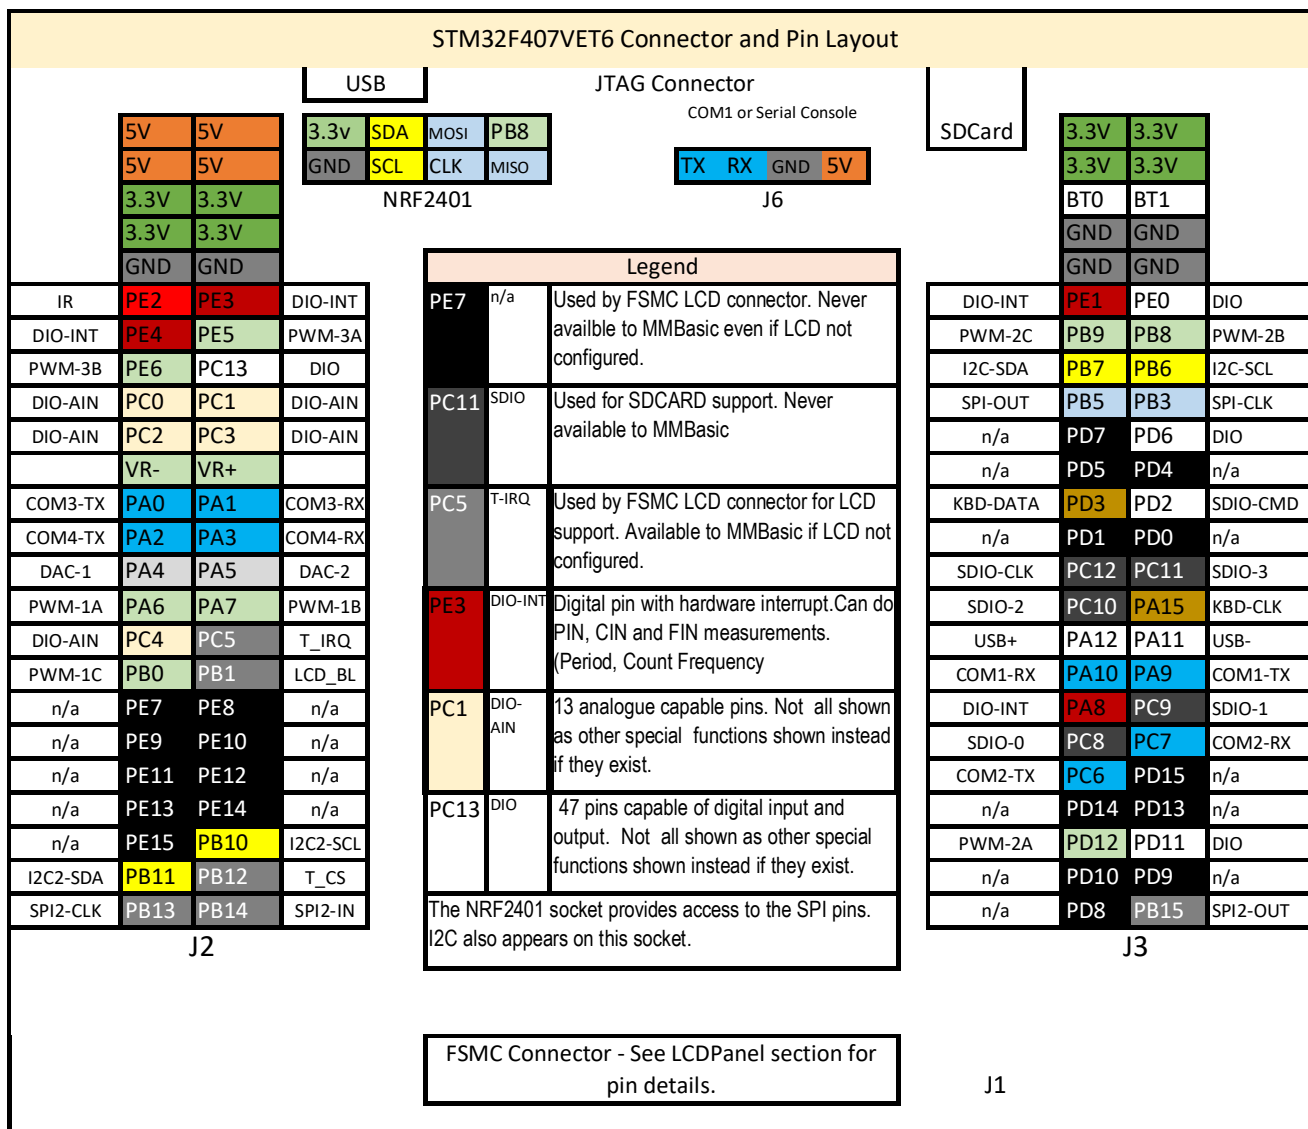 STM32F407VET6 Connector and Pin Layout
USB JTAG Connector
COM1 or Serial Console
SDCard
5V 5V 3.3v SDA MOSI PB8 3.3V 3.3V
5V 5V GND SCL CLK MISO TX RX GND 5V 3.3V 3.3V
3.3V 3.3V NRF2401 J6 BT0 BT1
3.3V 3.3V GND GND
GND GND GND GND
IR PE2 PE3 DIO-INT
DIO-INT PE4 PE5 PWM-3A
PWM-3B PE6 PC13 DIO
DIO-AIN PC0 PC1 DIO-AIN
DIO-AIN PC2 PC3 DIO-AIN
VR- VR+
COM3-TX PA0 PA1 COM3-RX
COM4-TX PA2 PA3 COM4-RX
DAC-1 PA4 PA5 DAC-2
PWM-1A PA6 PA7 PWM-1B
DIO-AIN PC4 PC5 T_IRQ
PWM-1C PB0 PB1 LCD_BL
n/a PE7 PE8 n/a
n/a PE9 PE10 n/a
n/a PE11 PE12 n/a
n/a PE13 PE14 n/a
n/a PE15 PB10 I2C2-SCL
I2C2-SDA PB11 PB12 T_CS
SPI2-CLK PB13 PB14 SPI2-IN
J2
Legend
PE7 n/a Used by FSMC LCD connector. Never
availble to MMBasic even if LCD not
configured.
PC11 SDIO Used for SDCARD support. Never
available to MMBasic
PC5 T-IRQ Used by FSMC LCD connector for LCD
support. Available to MMBasic if LCD not
configured.
PE3 DIO-INT Digital pin with hardware interrupt.Can do
PIN, CIN and FIN measurements.
(Period, Count Frequency
PC1 DIO-
AIN
13 analogue capable pins. Not all shown
as other special functions shown instead
if they exist.
PC13 DIO 47 pins capable of digital input and
output. Not all shown as other special
functions shown instead if they exist.
The NRF2401 socket provides access to the SPI pins.
I2C also appears on this socket.
DIO-INT PE1 PE0 DIO
PWM-2C PB9 PB8 PWM-2B
I2C-SDA PB7 PB6 I2C-SCL
SPI-OUT PB5 PB3 SPI-CLK
n/a PD7 PD6 DIO
n/a PD5 PD4 n/a
KBD-DATA PD3 PD2 SDIO-CMD
n/a PD1 PD0 n/a
SDIO-CLK PC12 PC11 SDIO-3
SDIO-2 PC10 PA15 KBD-CLK
USB+ PA12 PA11 USB-
COM1-RX PA10 PA9 COM1-TX
DIO-INT PA8 PC9 SDIO-1
SDIO-0 PC8 PC7 COM2-RX
COM2-TX PC6 PD15 n/a
n/a PD14 PD13 n/a
PWM-2A PD12 PD11 DIO
n/a PD10 PD9 n/a
n/a PD8 PB15 SPI2-OUT
J3
FSMC Connector - See LCDPanel section for
pin details.
J1